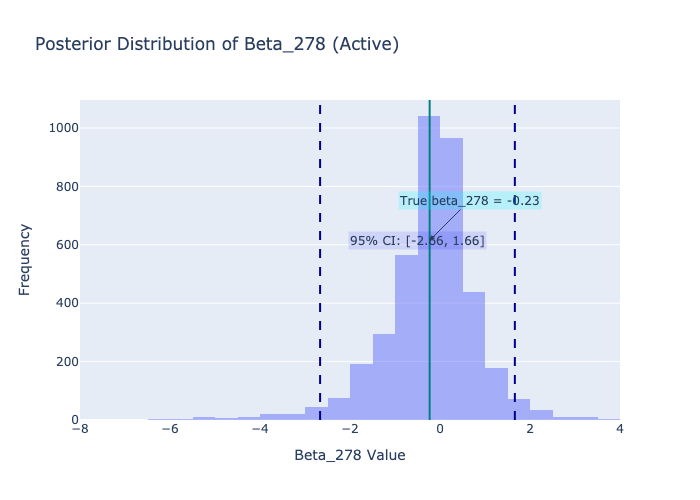 Posterior Distribution of Beta_278 (Active)
1000
800
600
400
200
0
Frequency
True beta_278 = -0.23
95% CI: [-2.66, 1.66]
−8
−6
−4
−2
0
2
4
Beta_278 Value